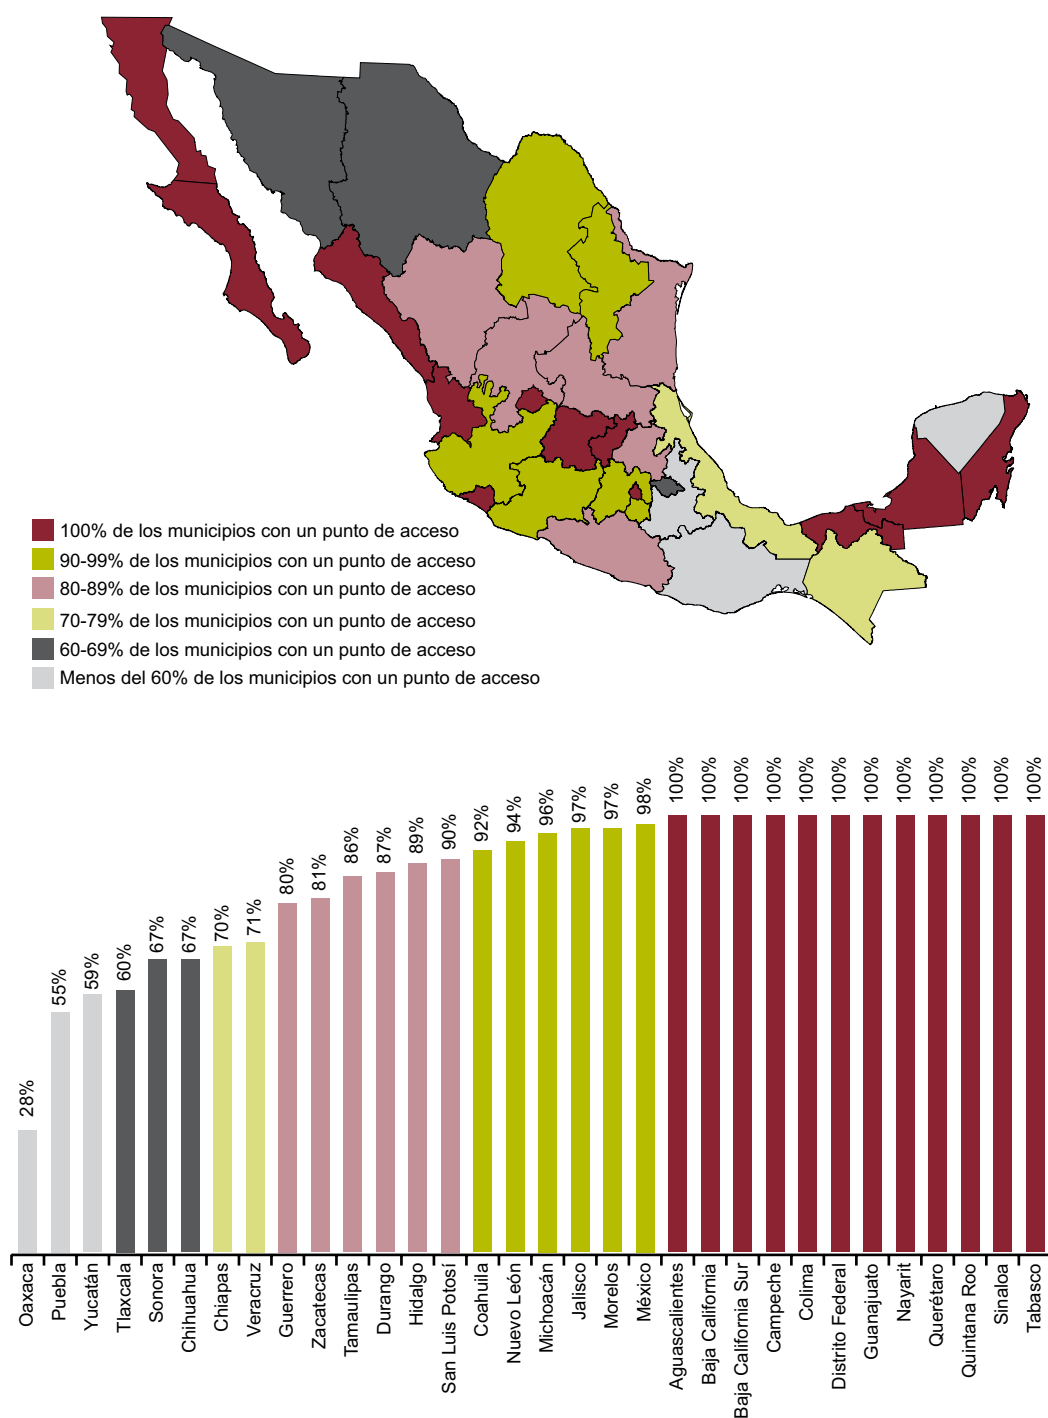 100% de los municipios con un punto de acceso
90-99% de los municipios con un punto de acceso
80-89% de los municipios con un punto de acceso
70-79% de los municipios con un punto de acceso
60-69% de los municipios con un punto de acceso
Menos del 60% de los municipios con un punto de acceso
28%
55%
59%
60%
67%
67%
70%
71%
80%
81%
86%
87%
89%
90%
92%
94%
96%
97%
97%
98%
100%
100%
100%
100%
100%
100%
100%
100%
100%
100%
100%
100%
Oaxaca
Puebla
Yucatán
Tlaxcala
Sonora
Chihuahua
Chiapas
Veracruz
Guerrero
Zacatecas
Tamaulipas
Durango
Hidalgo
San Luis Potosí
Coahuila
Nuevo León
Michoacán
Jalisco
Morelos
México
Aguascalientes
Baja California
Baja California Sur
Campeche
Colima
Distrito Federal
Guanajuato
Nayarit
Querétaro
Quintana Roo
Sinaloa
Tabasco